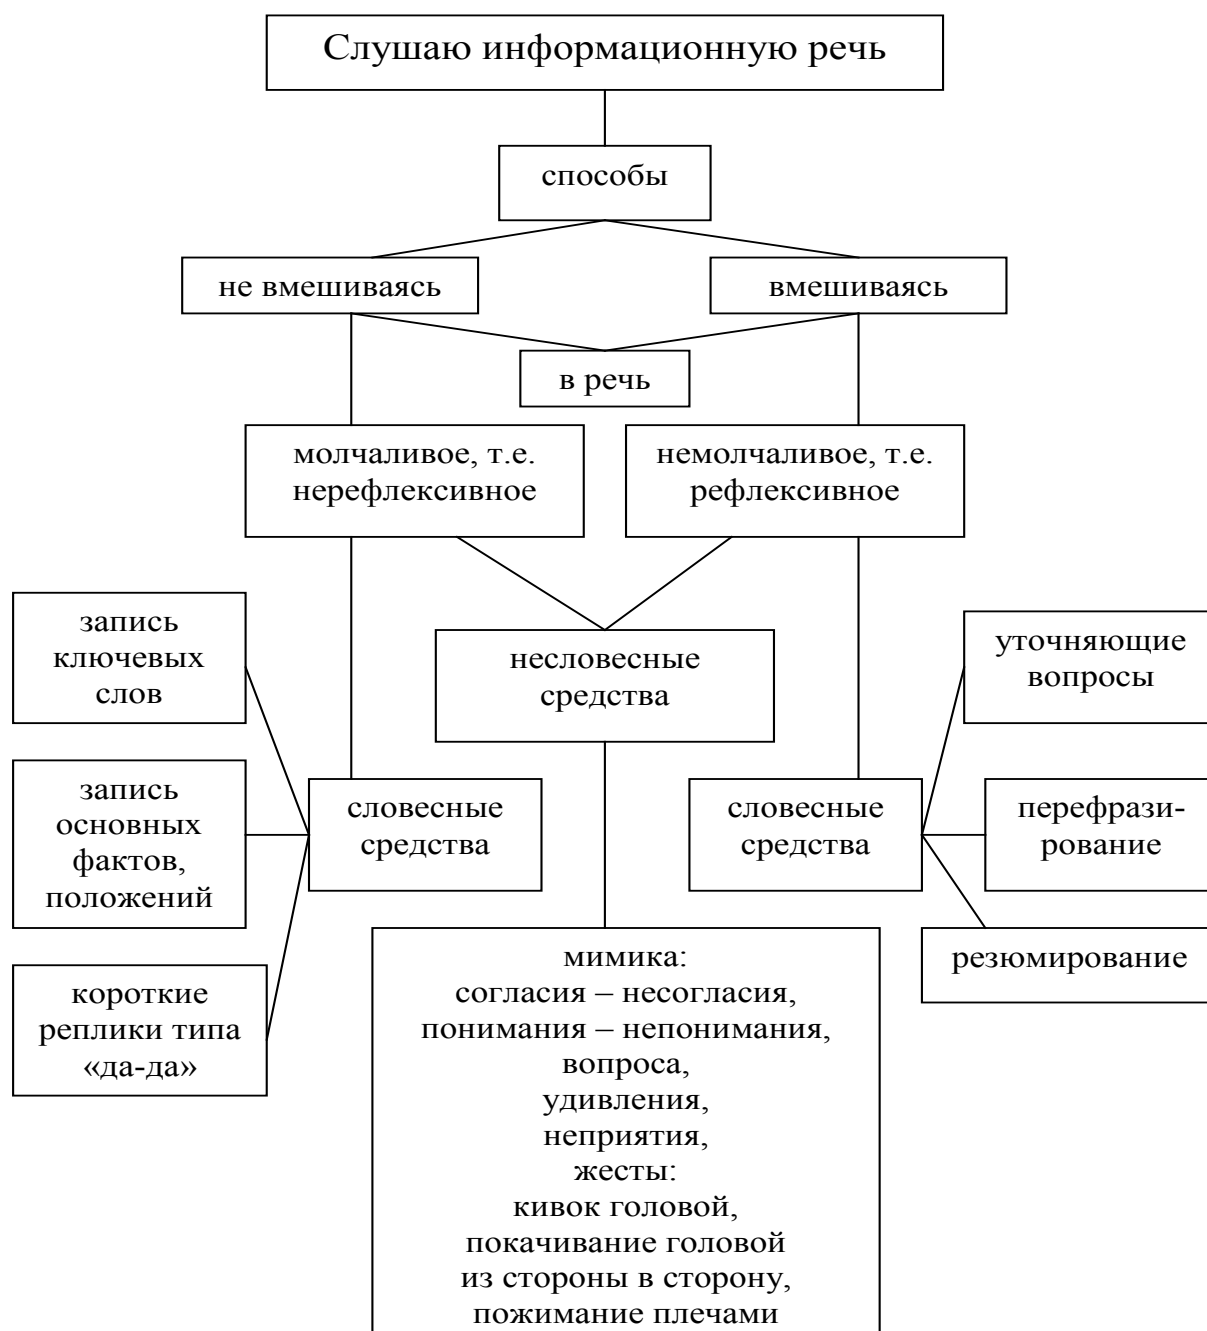 Слушаю информационную речь
способы
не вмешиваясь
вмешиваясь
в речь
молчаливое, т.е.
нерефлексивное
немолчаливое, т.е.
рефлексивное
запись
ключевых
слов
несловесные
средства
уточняющие
вопросы
запись
основных
фактов,
положений
словесные
средства
словесные
средства
перефрази-
рование
короткие
реплики типа
«да-да»
резюмирование
мимика:
согласия – несогласия,
понимания – непонимания,
вопроса,
удивления,
неприятия,
жесты:
кивок головой,
покачивание головой
из стороны в сторону,
пожимание плечами